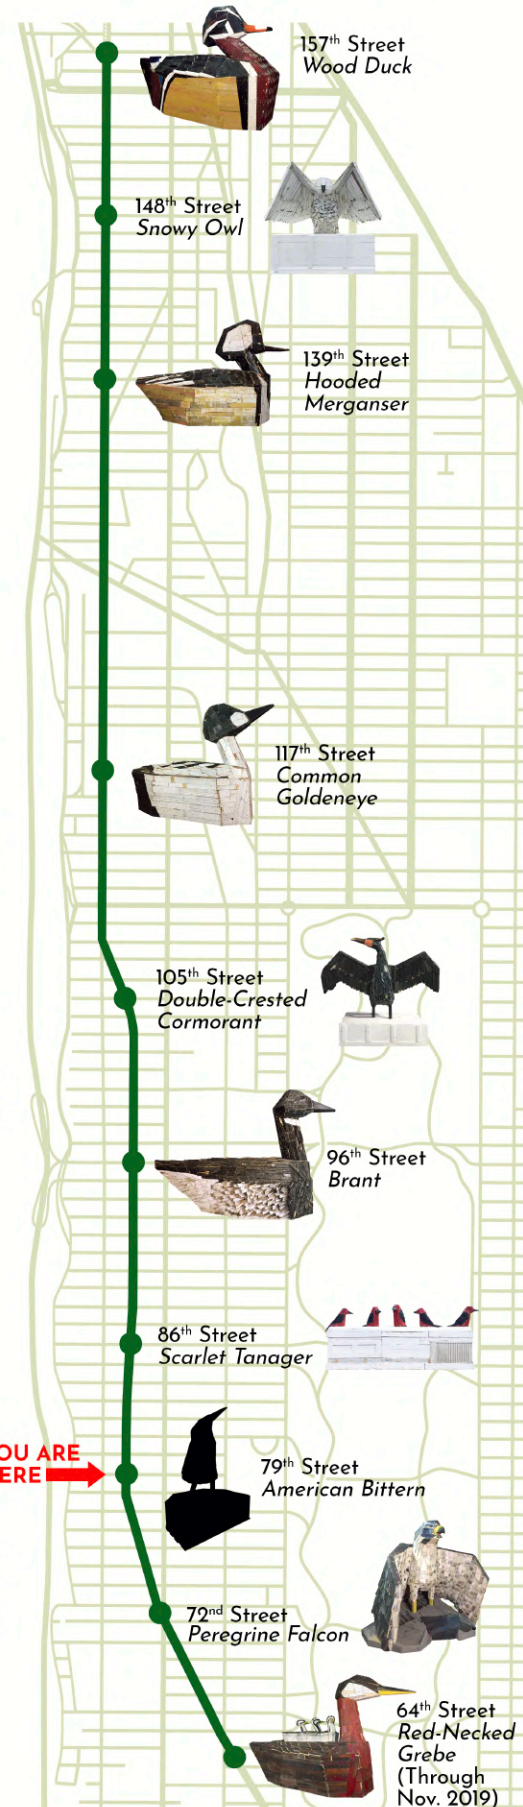 157th Street
Wood Duck
148th Street
Snowy Owl
139th Street
Hooded
Merganser
117th Street
Common
Goldeneye
105th Street
Double-Crested
Cormorant
96th Street
Brant
86th Street
Scarlet Tanager
OU ARE
ERE
79th Street
American Bittern
72nd Street
Peregrine Falcon
64th Street
Red-Necked
Grebe
(Through
Nov. 2019)